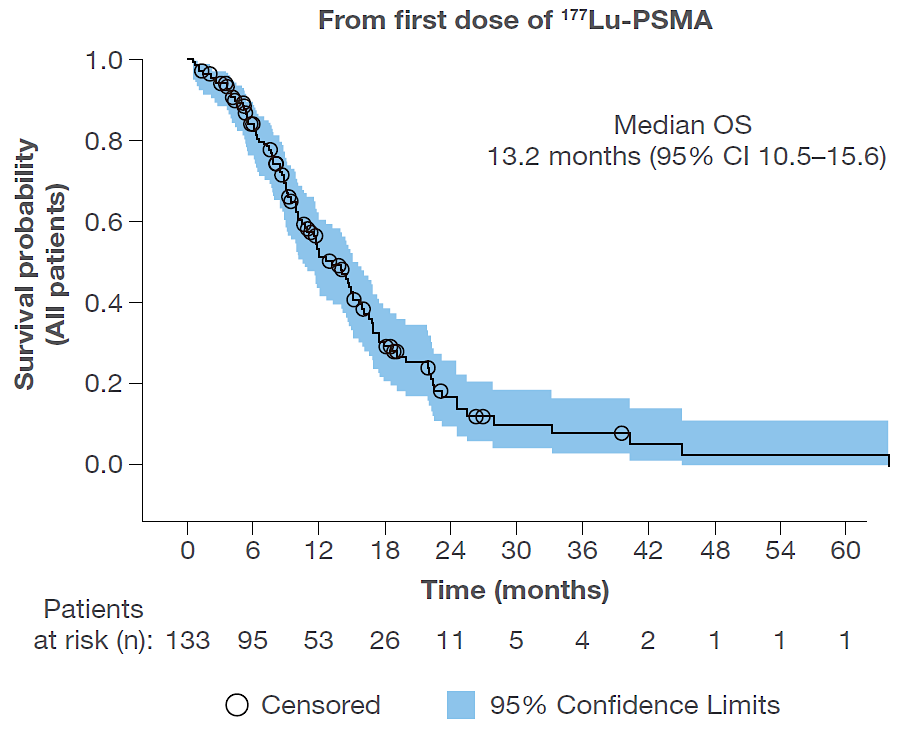 From first dose of ¹⁷⁷Lu-PSMA
Median OS
13.2 months (95% CI 10.5–15.6)
Survival probability
(All patients)
1.0
0.8
0.6
0.4
0.2
0.0
0 6 12 18 24 30 36 42 48 54 60
Time (months)
Patients
at risk (n): 133 95 53 26 11 5 4 2 1 1 1
Censored 95% Confidence Limits